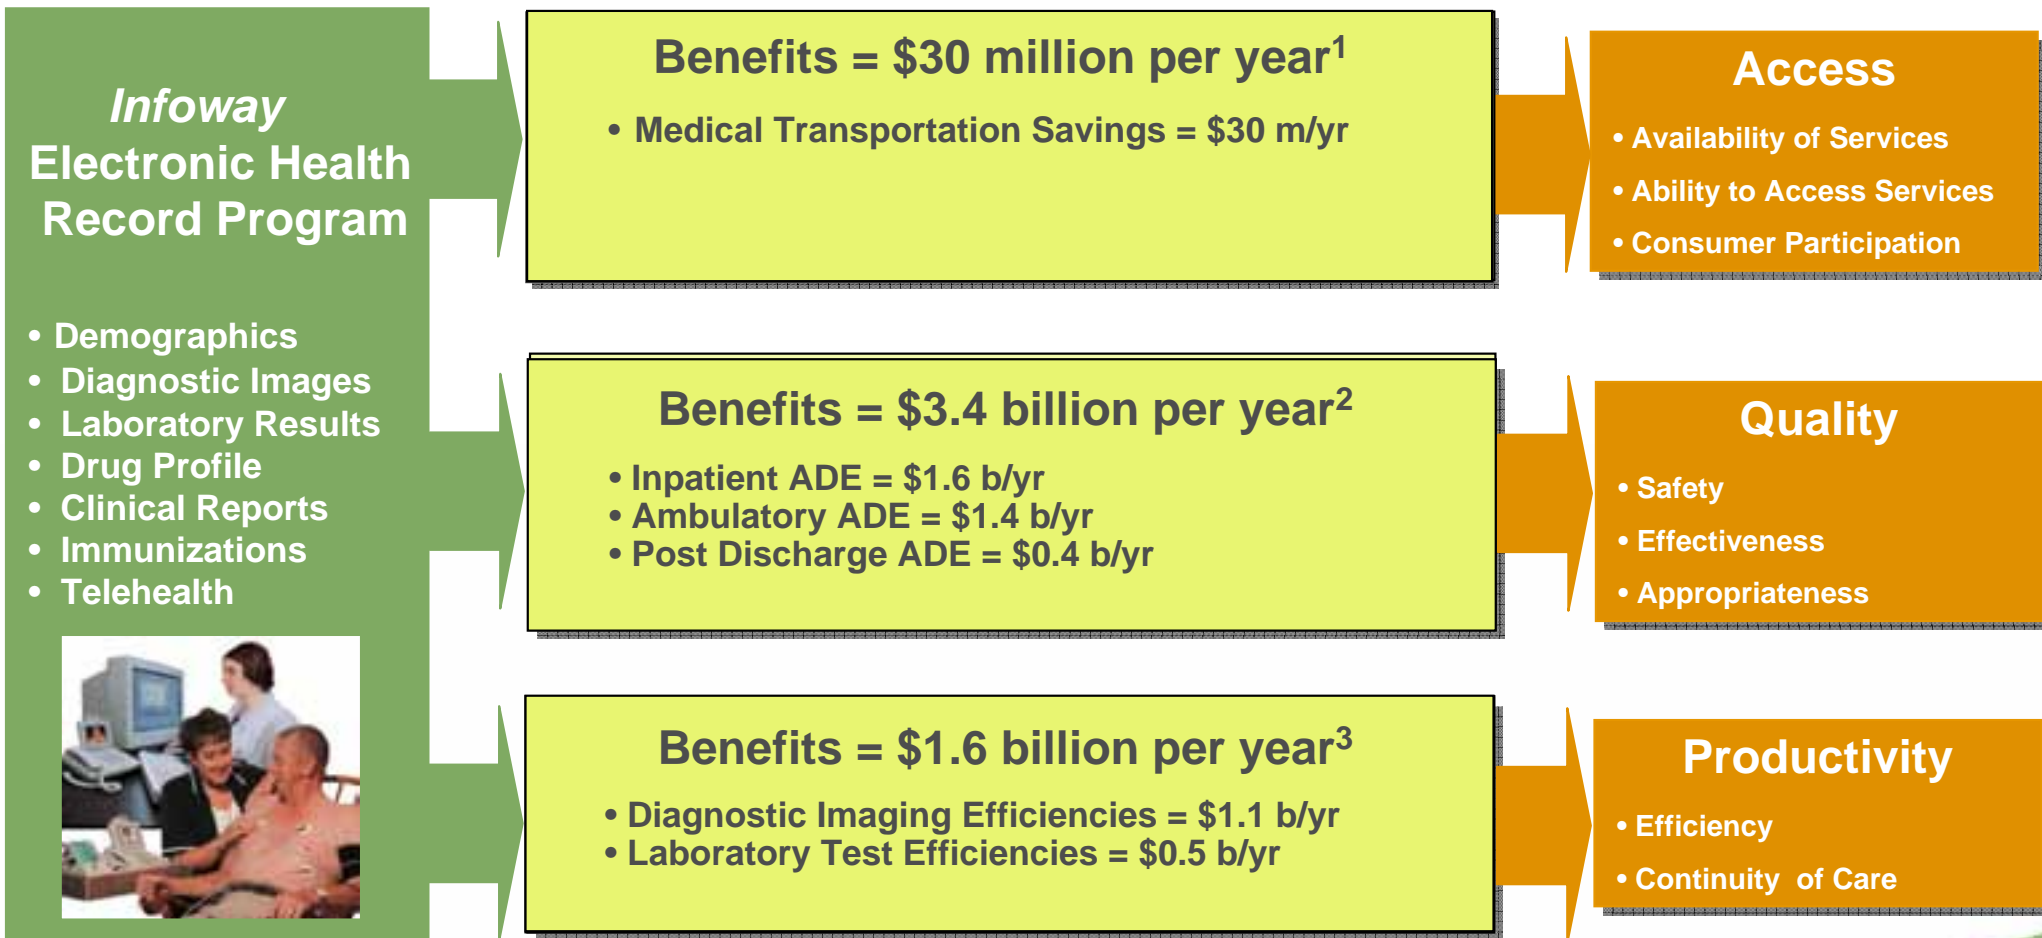 Infoway
Electronic Health
Record Program
• Demographics
• Diagnostic Images
• Laboratory Results
• Drug Profile
• Clinical Reports
• Immunizations
• Telehealth
Benefits = $30 million per year¹
• Medical Transportation Savings = $30 m/yr
Access
• Availability of Services
• Ability to Access Services
• Consumer Participation
Benefits = $3.4 billion per year²
• Inpatient ADE = $1.6 b/yr
• Ambulatory ADE = $1.4 b/yr
• Post Discharge ADE = $0.4 b/yr
Quality
• Safety
• Effectiveness
• Appropriateness
Benefits = $1.6 billion per year³
• Diagnostic Imaging Efficiencies = $1.1 b/yr
• Laboratory Test Efficiencies = $0.5 b/yr
Productivity
• Efficiency
• Continuity of Care